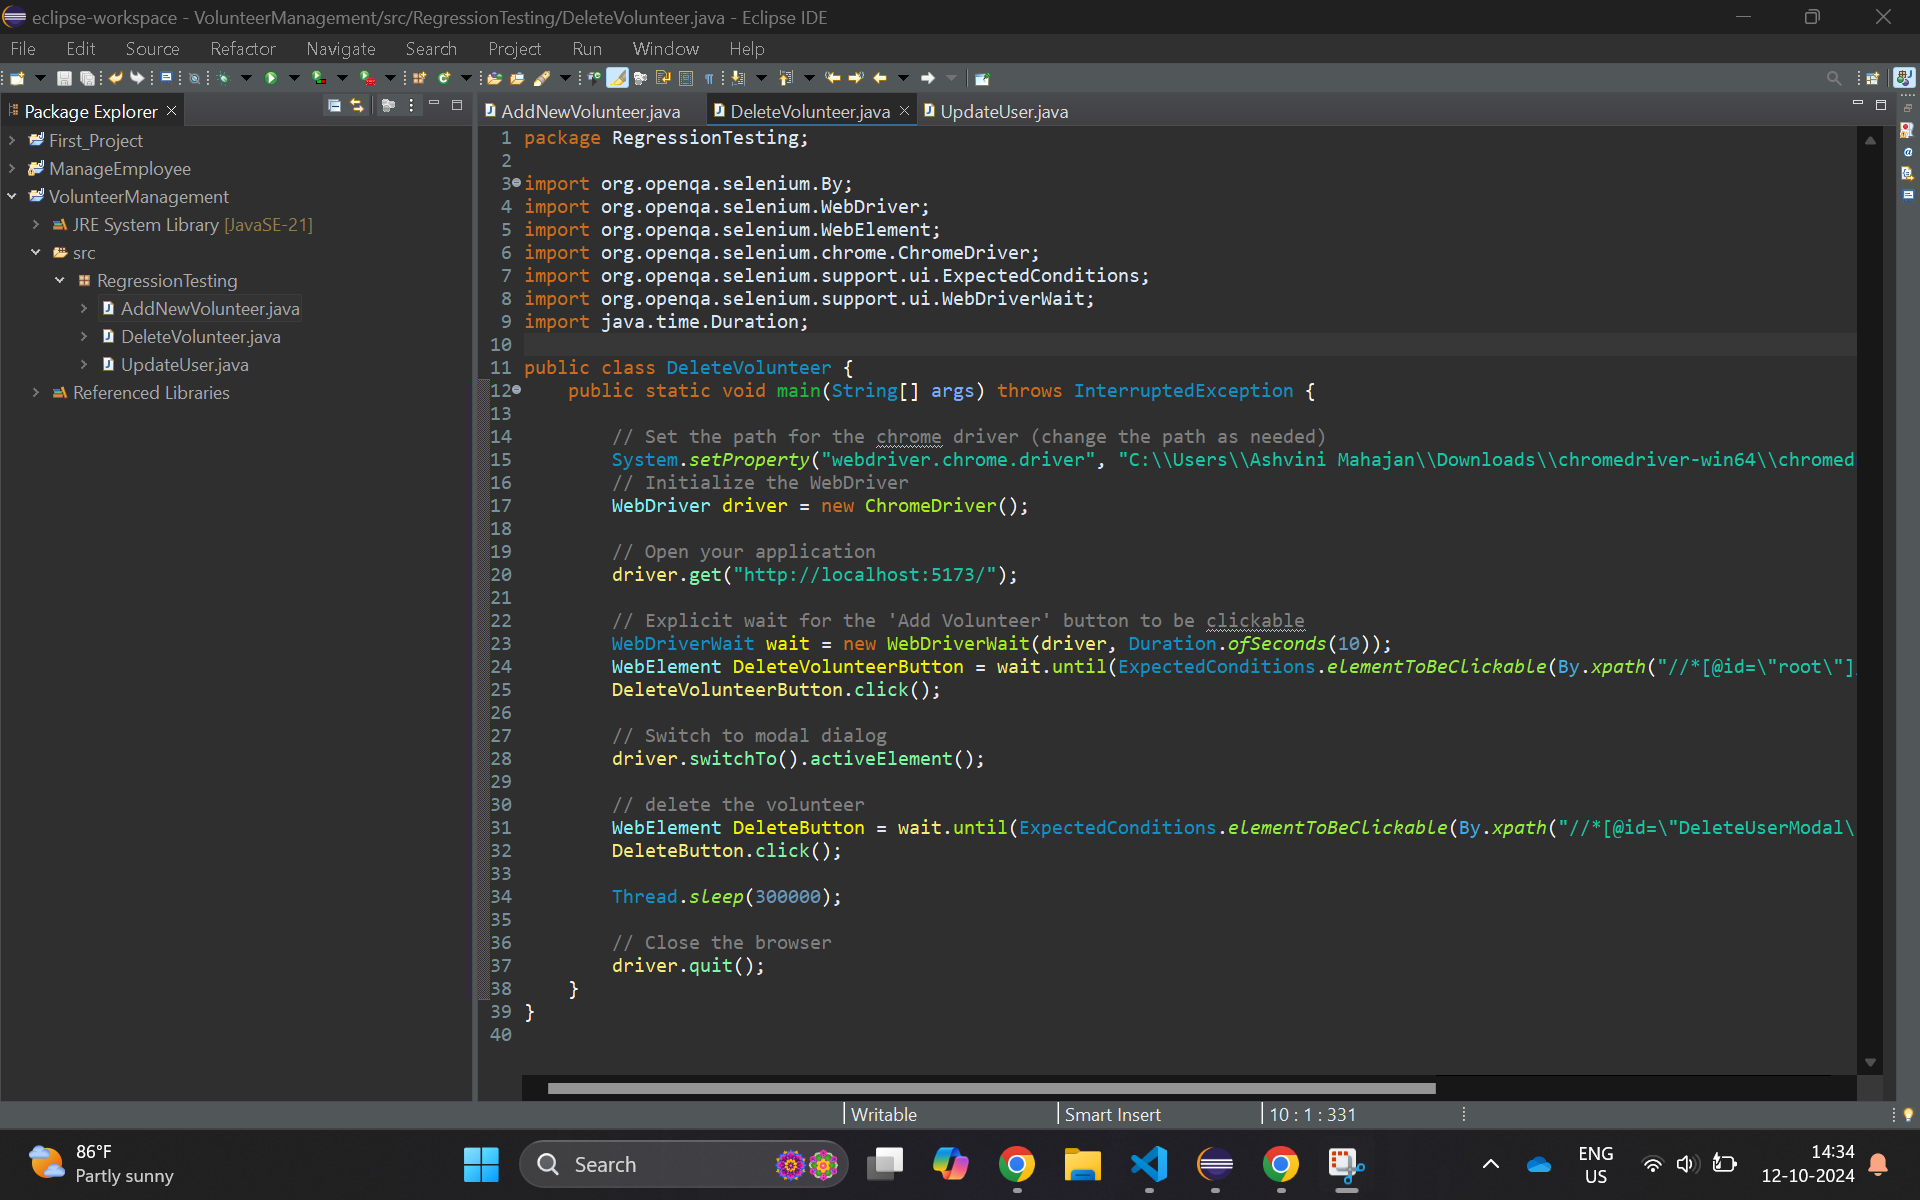 eclipse-workspace - VolunteerManagement/src/RegressionTesting/DeleteVolunteer.java - Eclipse IDE
File Edit Source Refactor Navigate Search Project Run Window Help
Package Explorer
First_Project
ManageEmployee
VolunteerManagement
JRE System Library [JavaSE-21]
src
RegressionTesting
AddNewVolunteer.java
DeleteVolunteer.java
UpdateUser.java
Referenced Libraries
AddNewVolunteer.java DeleteVolunteer.java UpdateUser.java
1 package RegressionTesting;
2
3 import org.openqa.selenium.By;
4 import org.openqa.selenium.WebDriver;
5 import org.openqa.selenium.WebElement;
6 import org.openqa.selenium.chrome.ChromeDriver;
7 import org.openqa.selenium.support.ui.ExpectedConditions;
8 import org.openqa.selenium.support.ui.WebDriverWait;
9 import java.time.Duration;
10
11 public class DeleteVolunteer {
12 public static void main(String[] args) throws InterruptedException {
13
14 // Set the path for the chrome driver (change the path as needed)
15 System.setProperty("webdriver.chrome.driver", "C:\\Users\\Ashvini Mahajan\\Downloads\\chromedriver-win64\\chromed
16 // Initialize the WebDriver
17 WebDriver driver = new ChromeDriver();
18
19 // Open your application
20 driver.get("http://localhost:5173/");
21
22 // Explicit wait for the 'Add Volunteer' button to be clickable
23 WebDriverWait wait = new WebDriverWait(driver, Duration.ofSeconds(10));
24 WebElement DeleteVolunteerButton = wait.until(ExpectedConditions.elementToBeClickable(By.xpath("//*[@id=\"root\"]
25 DeleteVolunteerButton.click();
26
27 // Switch to modal dialog
28 driver.switchTo().activeElement();
29
30 // delete the volunteer
31 WebElement DeleteButton = wait.until(ExpectedConditions.elementToBeClickable(By.xpath("//*[@id=\"DeleteUserModal\
32 DeleteButton.click();
33
34 Thread.sleep(300000);
35
36 // Close the browser
37 driver.quit();
38 }
39 }
40
Writable Smart Insert 10 : 1 : 331
86°F
Partly sunny
Search
ENG
US
14:34
12-10-2024